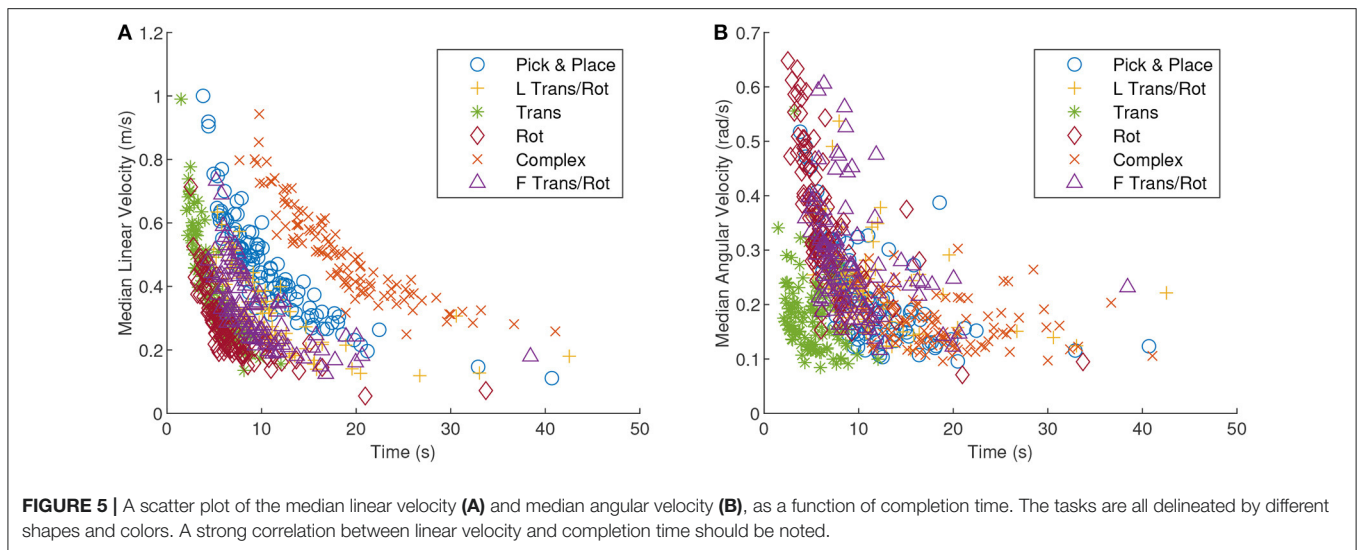 A
1.2
1
0.8
0.6
0.4
0.2
0
Median Linear Velocity (m/s)
0
10
20
30
40
50
Time (s)
Pick & Place
L Trans/Rot
Trans
Rot
Complex
F Trans/Rot
B
0.7
0.6
0.5
0.4
0.3
0.2
0.1
0
Median Angular Velocity (rad/s)
0
10
20
30
40
50
Time (s)
Pick & Place
L Trans/Rot
Trans
Rot
Complex
F Trans/Rot
FIGURE 5 | A scatter plot of the median linear velocity (A) and median angular velocity (B), as a function of completion time. The tasks are all delineated by different
shapes and colors. A strong correlation between linear velocity and completion time should be noted.